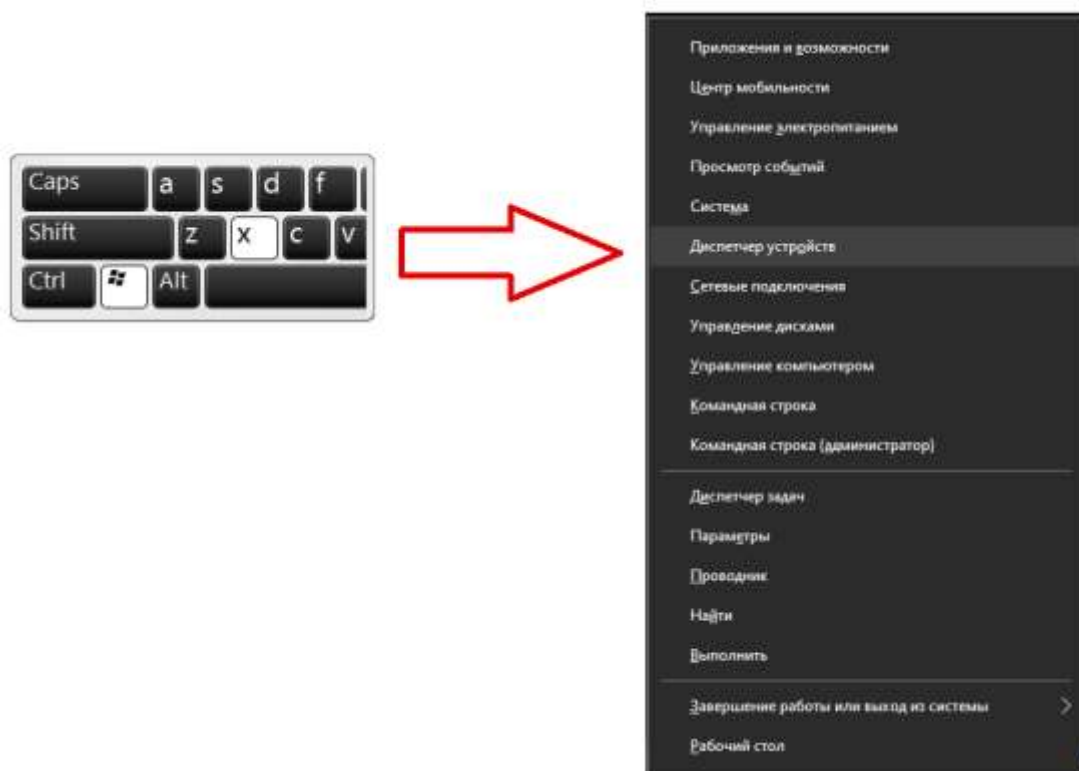 Caps a s d f
Shift z x c v
Ctrl Alt
Приложения и возможности
Центр мобильности
Управление электропитанием
Просмотр событий
Система
Диспетчер устройств
Сетевые подключения
Управление дисками
Управление компьютером
Командная строка
Командная строка (администратор)
Диспетчер задач
Параметры
Проводник
Найти
Выполнить
Завершение работы или выход из системы
Рабочий стол